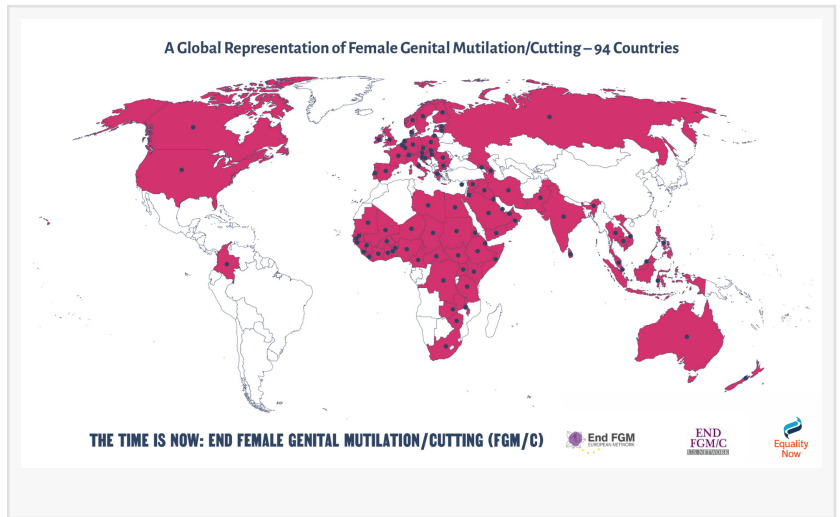 A Global Representation of Female Genital Mutilation/Cutting – 94 Countries
THE TIME IS NOW: END FEMALE GENITAL MUTILATION/CUTTING (FGM/C)
End FGM
EUROPEAN NETWORK
END
FGM/C
U.S. NETWORK
Equality
Now